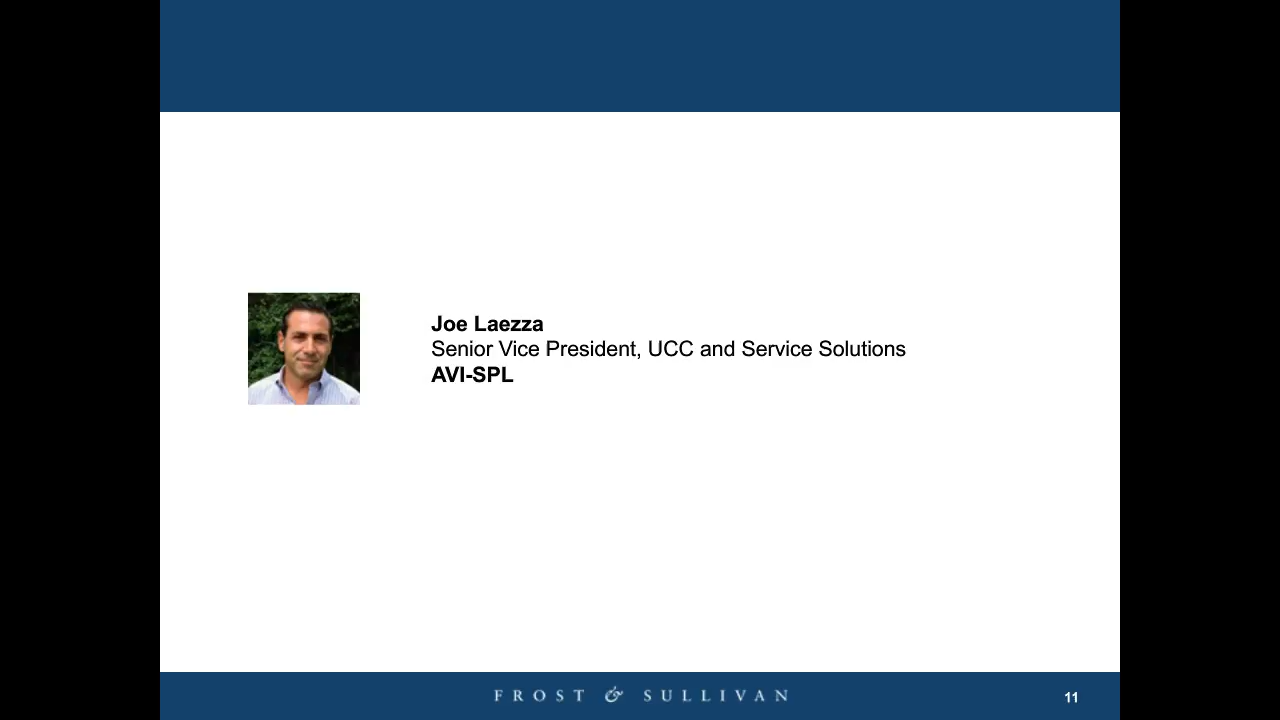 Joe Laezza
Senior Vice President, UCC and Service Solutions
AVI-SPL
FROST & SULLIVAN
11